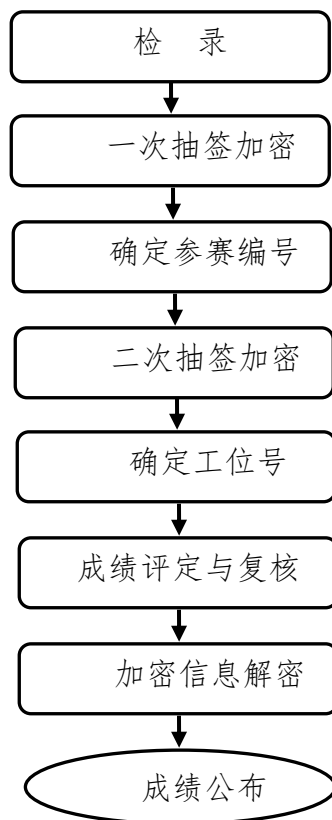 检 录
一次抽签加密
确定参赛编号
二次抽签加密
确定工位号
成绩评定与复核
加密信息解密
成绩公布